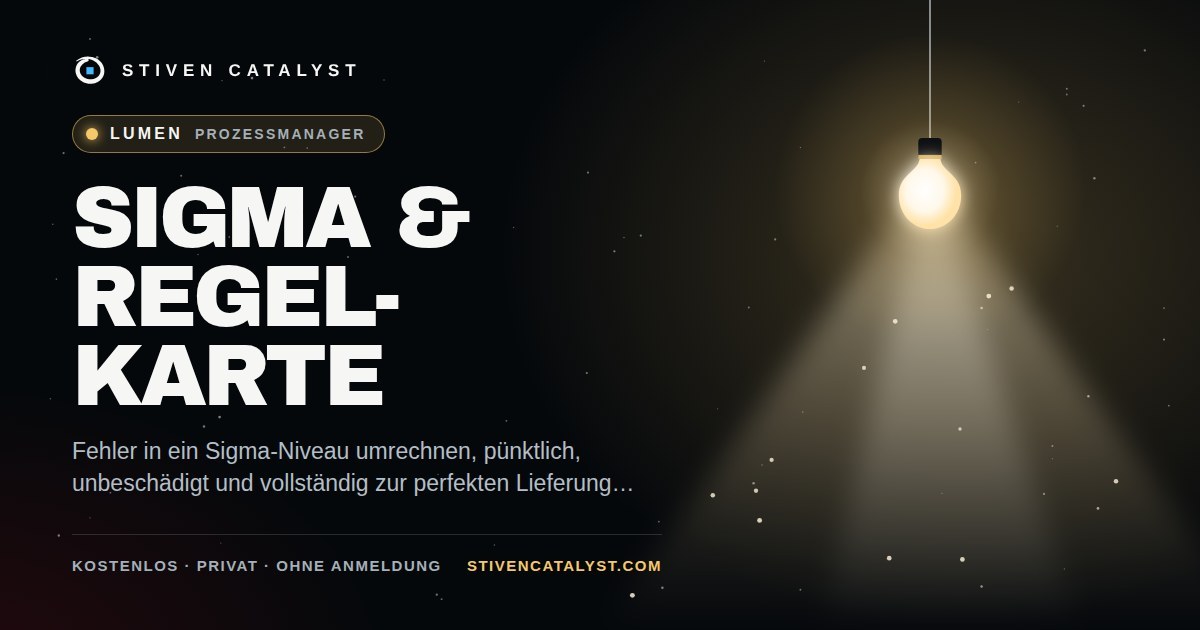 STIVEN CATALYST
LUMEN PROZESSMANAGER
SIGMA &
REGEL-
KARTE
Fehler in ein Sigma-Niveau umrechnen, pünktlich,
unbeschädigt und vollständig zur perfekten Lieferung…
KOSTENLOS · PRIVAT · OHNE ANMELDUNG STIVENCATALYST.COM